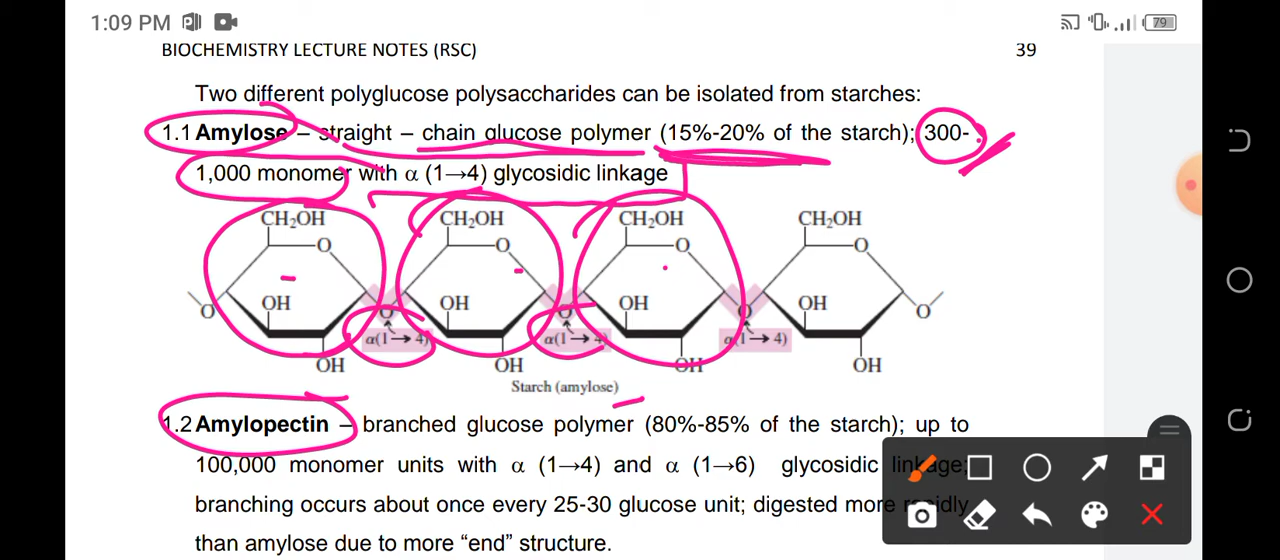 1:09 PM
79
BIOCHEMISTRY LECTURE NOTES (RSC) 39
Two different polyglucose polysaccharides can be isolated from starches:
1.1 Amylose – straight – chain glucose polymer (15%-20% of the starch); 300-
1,000 monomer with α (1→4) glycosidic linkage
CH₂OH CH₂OH CH₂OH CH₂OH
O O O O
OH OH OH OH
O O O O O
α(1→4) α(1→4) α(1→4)
OH OH OH OH
Starch (amylose)
1.2 Amylopectin – branched glucose polymer (80%-85% of the starch); up to
100,000 monomer units with α (1→4) and α (1→6) glycosidic linkage;
branching occurs about once every 25-30 glucose unit; digested more rapidly
than amylose due to more “end” structure.